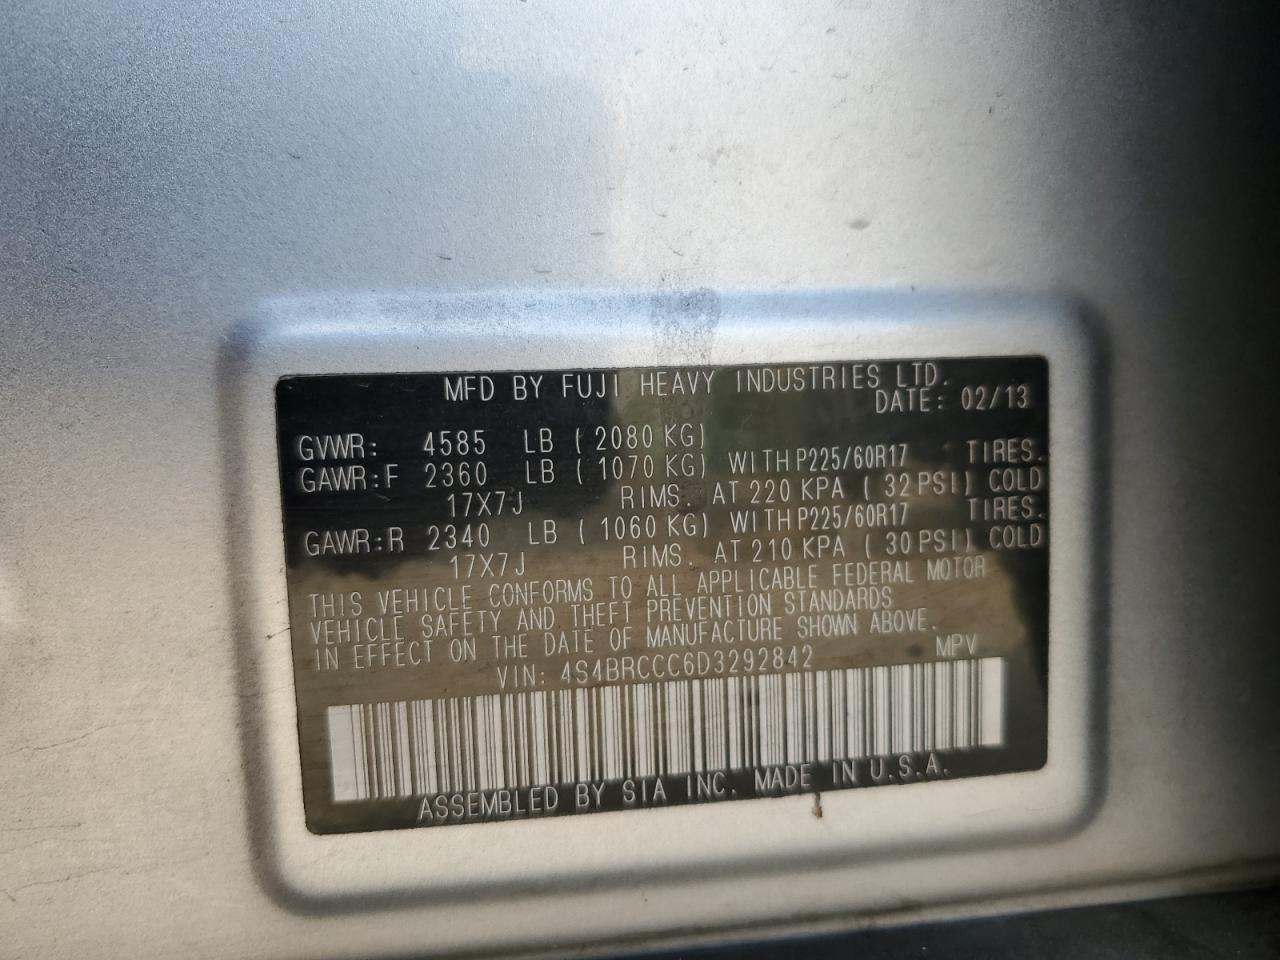 MFD BY FUJI HEAVY INDUSTRIES LTD.
DATE: 02/13
GVWR: 4585 LB ( 2080 KG)
GAWR:F 2360 LB ( 1070 KG) WITH P225/60R17 TIRES.
17X7J RIMS. AT 220 KPA ( 32 PSI) COLD
GAWR:R 2340 LB ( 1060 KG) WITH P225/60R17 TIRES.
17X7J RIMS. AT 210 KPA ( 30 PSI) COLD
THIS VEHICLE CONFORMS TO ALL APPLICABLE FEDERAL MOTOR
VEHICLE SAFETY AND THEFT PREVENTION STANDARDS
IN EFFECT ON THE DATE OF MANUFACTURE SHOWN ABOVE.
VIN: 4S4BRCCC6D3292842 MPV
ASSEMBLED BY SIA INC. MADE IN U.S.A.